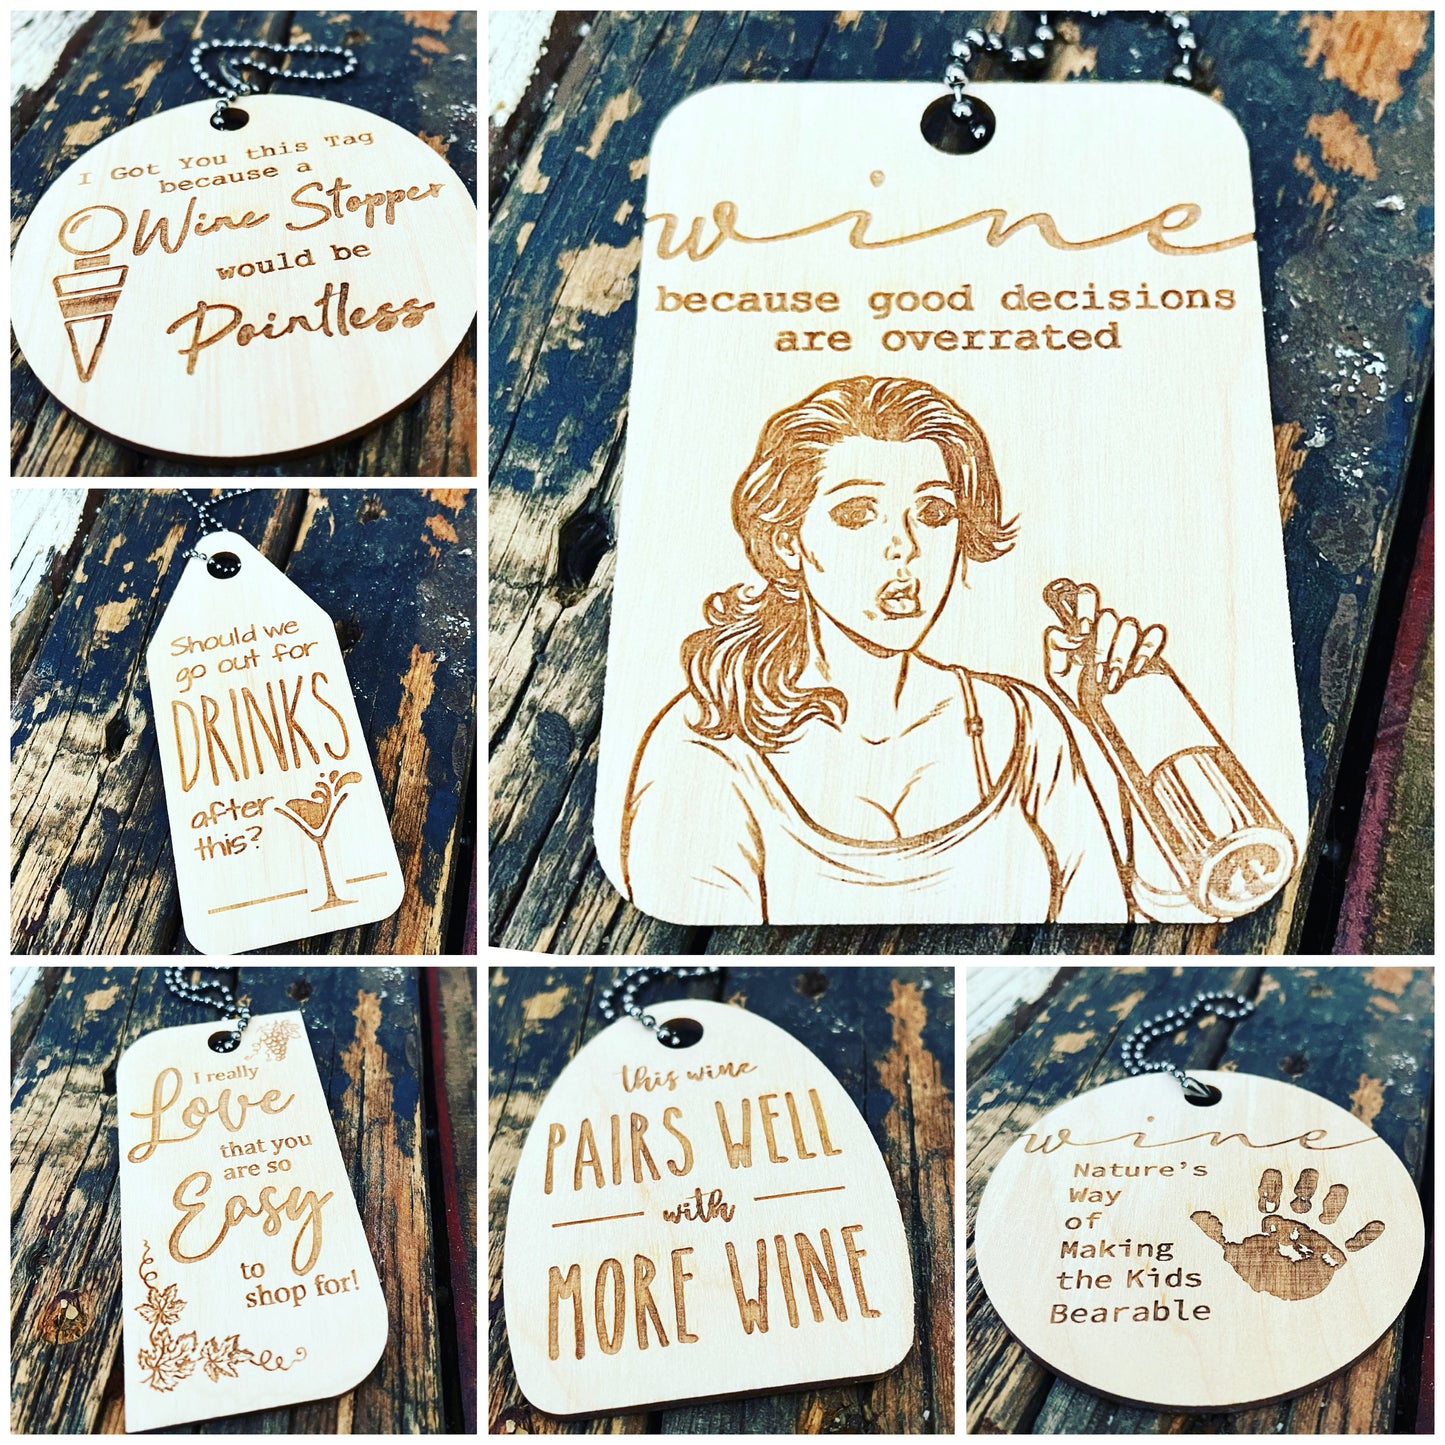 I Got You this Tag
because a
Wine Stopper
would be
Pointless
wine
because good decisions
are overrated
Should we
go out for
DRINKS
after
this?
I really
Love
that you
are so
Easy
to
shop for!
this wine
PAIRS WELL
with
MORE WINE
wine
Nature's
Way
of
Making
the Kids
Bearable